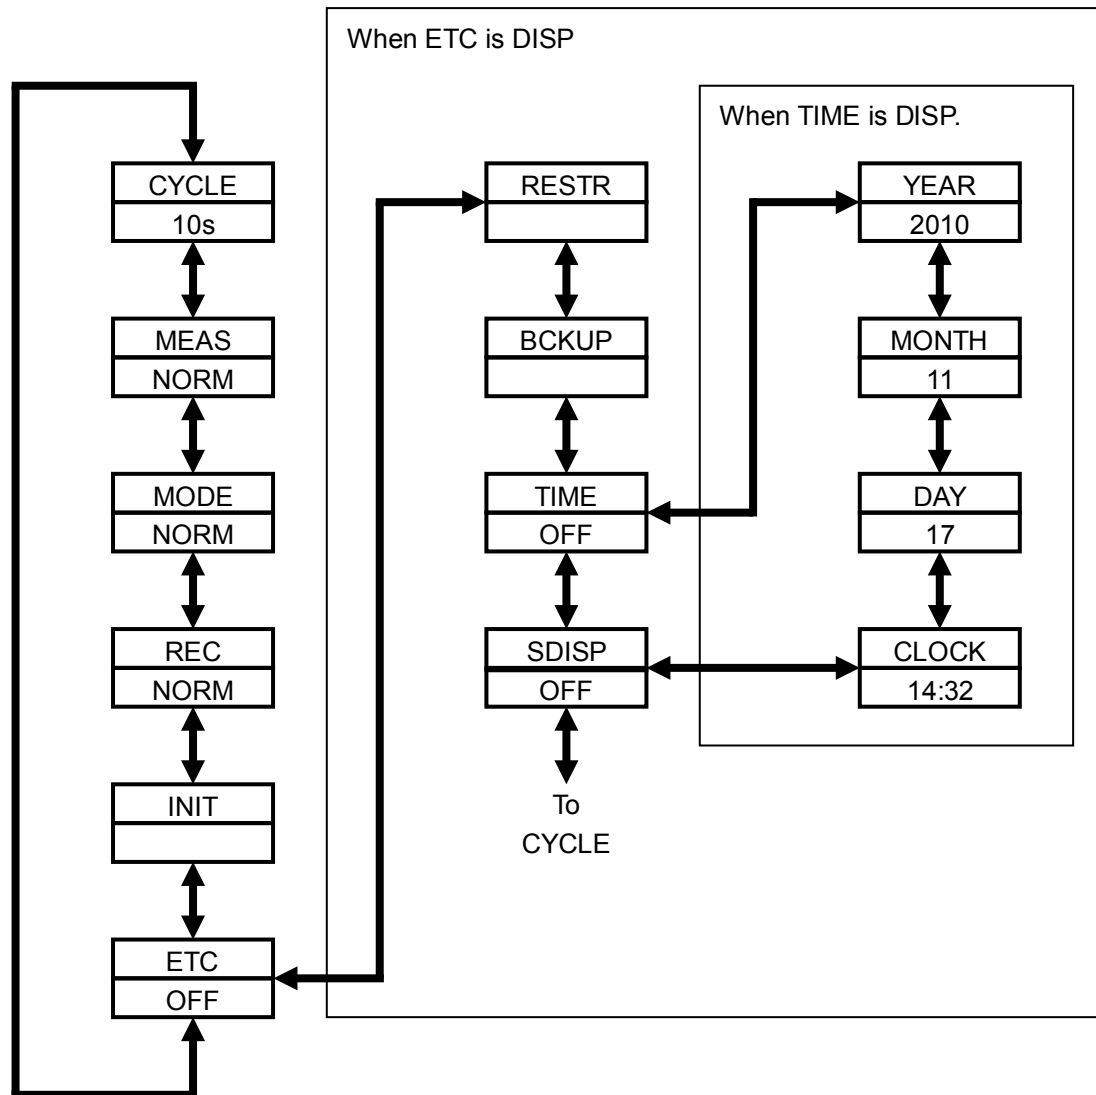 When ETC is DISP
When TIME is DISP.
CYCLE
10s
MEAS
NORM
MODE
NORM
REC
NORM
INIT
ETC
OFF
RESTR
BCKUP
TIME
OFF
SDISP
OFF
To
CYCLE
YEAR
2010
MONTH
11
DAY
17
CLOCK
14:32